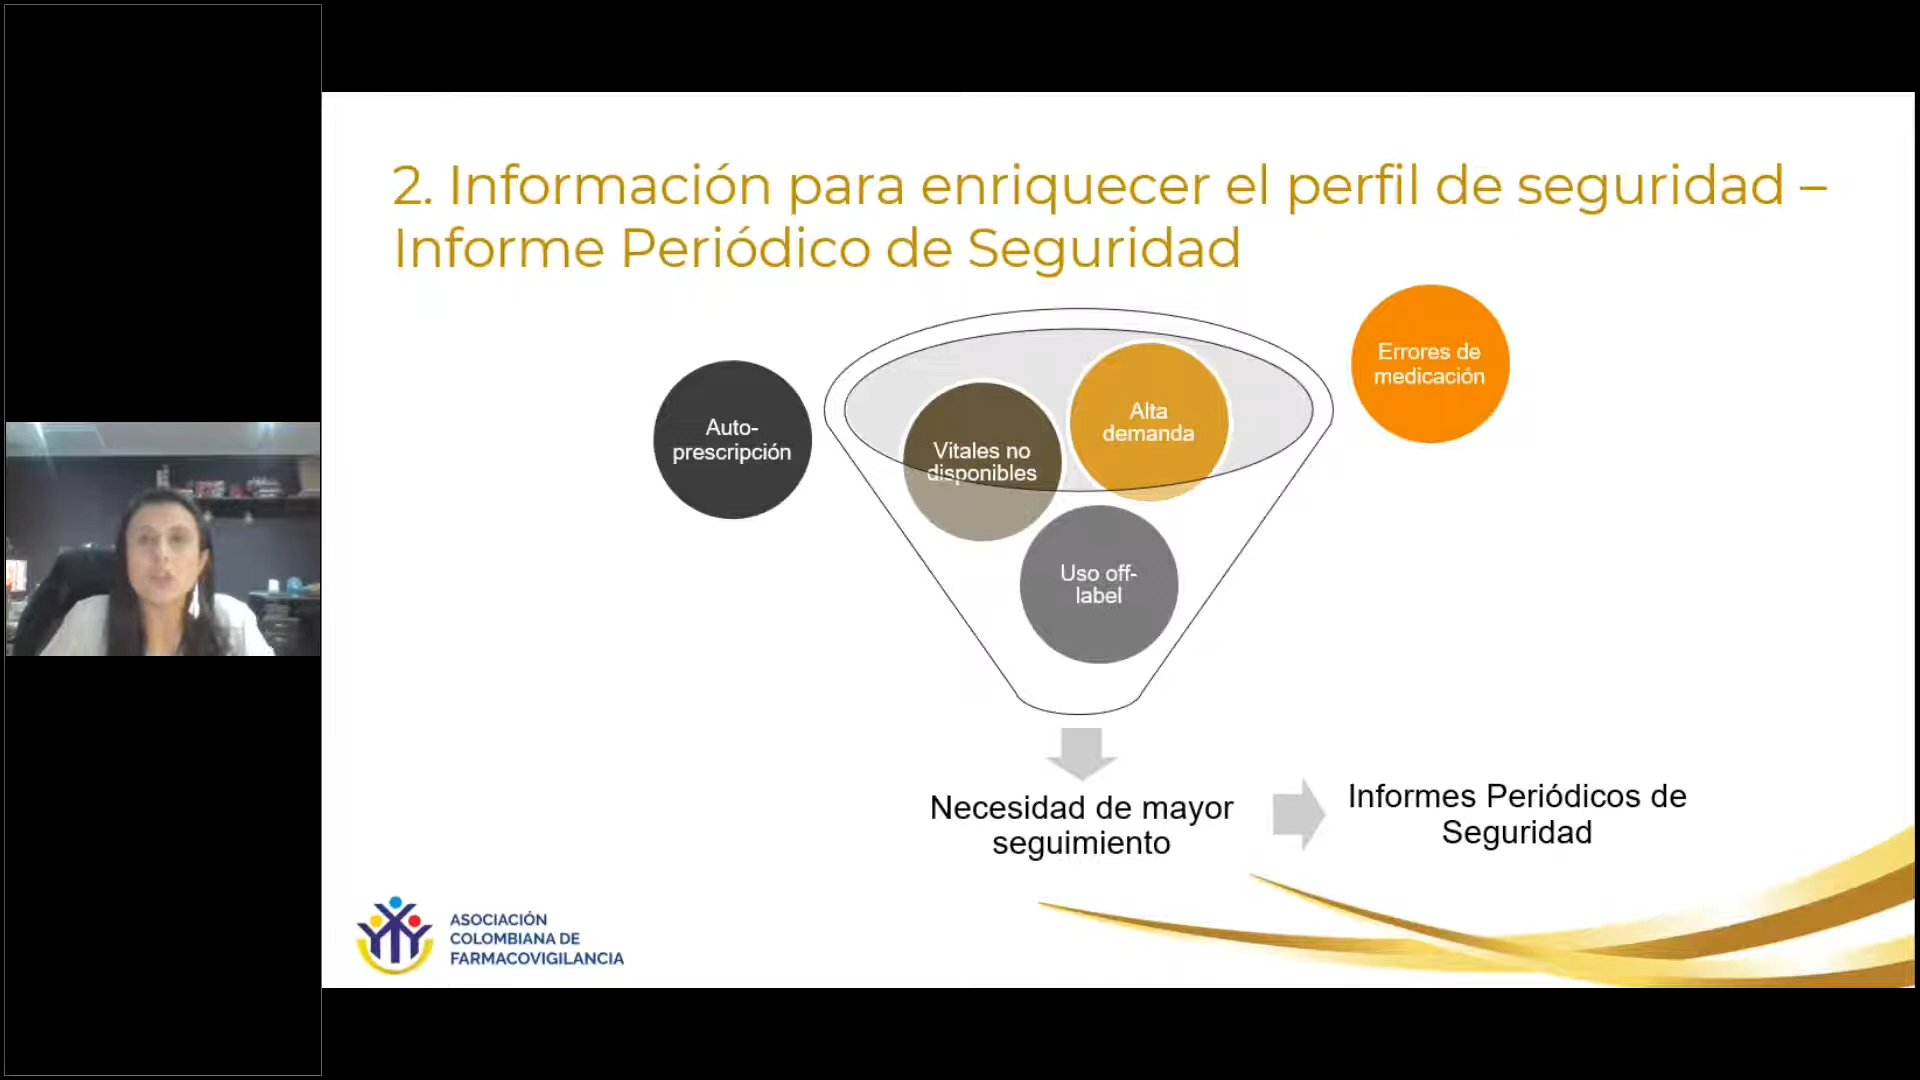 2. Información para enriquecer el perfil de seguridad –
Informe Periódico de Seguridad
Auto-
prescripción
Vitales no
disponibles
Alta
demanda
Errores de
medicación
Uso off-
label
Necesidad de mayor
seguimiento
Informes Periódicos de
Seguridad
ASOCIACIÓN
COLOMBIANA DE
FARMACOVIGILANCIA